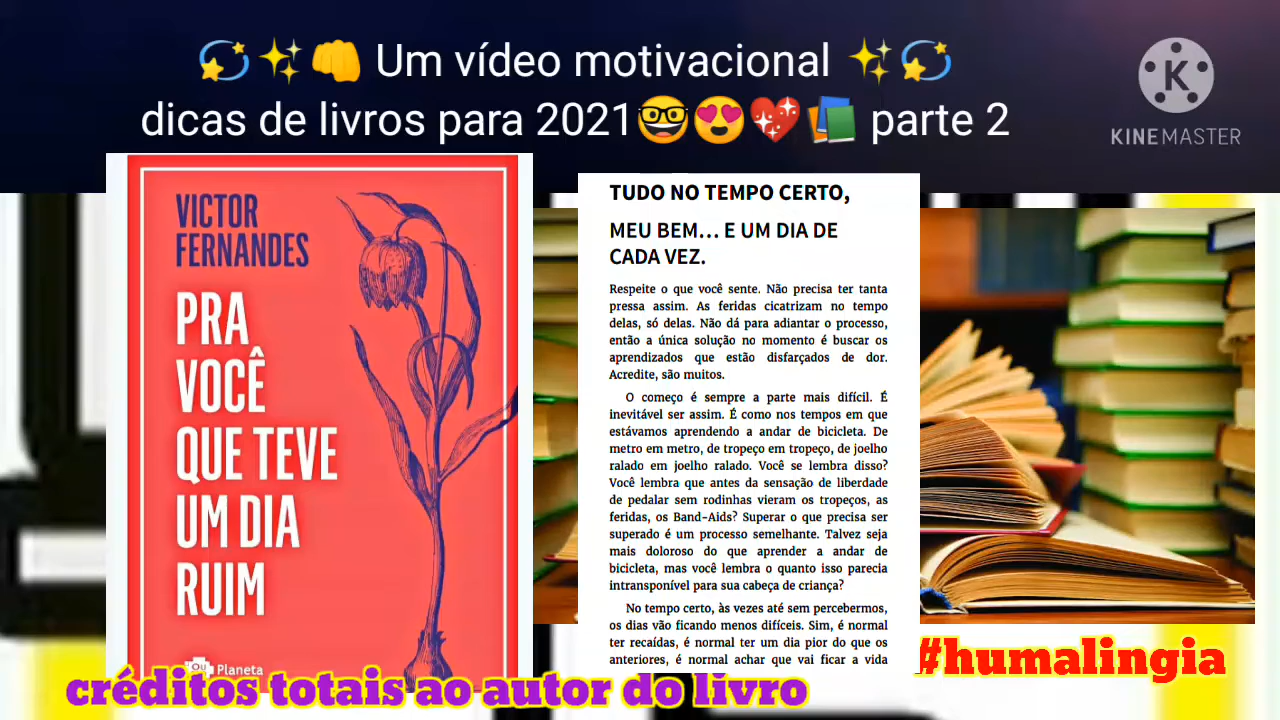 💫✨👊 Um vídeo motivacional ✨💫
dicas de livros para 2021🤓😍💖📚 parte 2
K
KINEMASTER
VICTOR
FERNANDES
PRA
VOCÊ
QUE TEVE
UM DIA
RUIM
Planeta
TUDO NO TEMPO CERTO,
MEU BEM... E UM DIA DE
CADA VEZ.
Respeite o que você sente. Não precisa ter tanta
pressa assim. As feridas cicatrizam no tempo
delas, só delas. Não dá para adiantar o processo,
então a única solução no momento é buscar os
aprendizados que estão disfarçados de dor.
Acredite, são muitos.
O começo é sempre a parte mais difícil. É
inevitável ser assim. É como nos tempos em que
estávamos aprendendo a andar de bicicleta. De
metro em metro, de tropeço em tropeço, de joelho
ralado em joelho ralado. Você se lembra disso?
Você lembra que antes da sensação de liberdade
de pedalar sem rodinhas vieram os tropeços, as
feridas, os Band-Aids? Superar o que precisa ser
superado é um processo semelhante. Talvez seja
mais doloroso do que aprender a andar de
bicicleta, mas você lembra o quanto isso parecia
intransponível para sua cabeça de criança?
No tempo certo, às vezes até sem percebermos,
os dias vão ficando menos difíceis. Sim, é normal
ter recaídas, é normal ter um dia pior do que os
anteriores, é normal achar que vai ficar a vida
#humalingia
créditos totais ao autor do livro